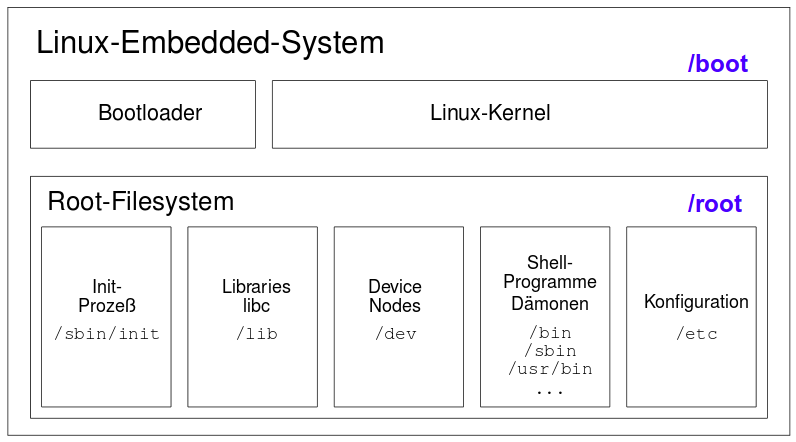 Linux-Embedded-System
/boot
Bootloader
Linux-Kernel
Root-Filesystem
/root
Init-
Prozeß
/sbin/init
Libraries
libc
/lib
Device
Nodes
/dev
Shell-
Programme
Dämonen
/bin
/sbin
/usr/bin
...
Konfiguration
/etc